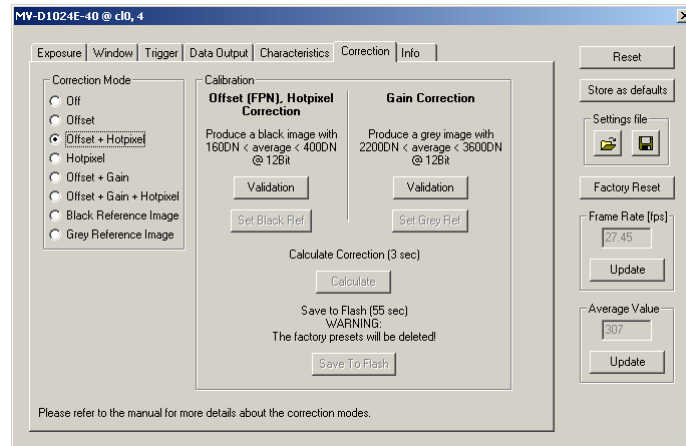 MV-D1024E-40 @ cl0, 4
Exposure Window Trigger Data Output Characteristics Correction Info
Correction Mode
Off
Offset
Offset + Hotpixel
Hotpixel
Offset + Gain
Offset + Gain + Hotpixel
Black Reference Image
Grey Reference Image
Calibration
Offset (FPN), Hotpixel
Correction
Produce a black image with
160DN < average < 400DN
@ 12Bit
Validation
Set Black Ref
Gain Correction
Produce a grey image with
2200DN < average < 3600DN
@ 12Bit
Validation
Set Grey Ref
Calculate Correction (3 sec)
Calculate
Save to Flash (55 sec)
WARNING:
The factory presets will be deleted!
Save To Flash
Please refer to the manual for more details about the correction modes.
Reset
Store as defaults
Settings file
Factory Reset
Frame Rate [fps]
27.45
Update
Average Value
307
Update